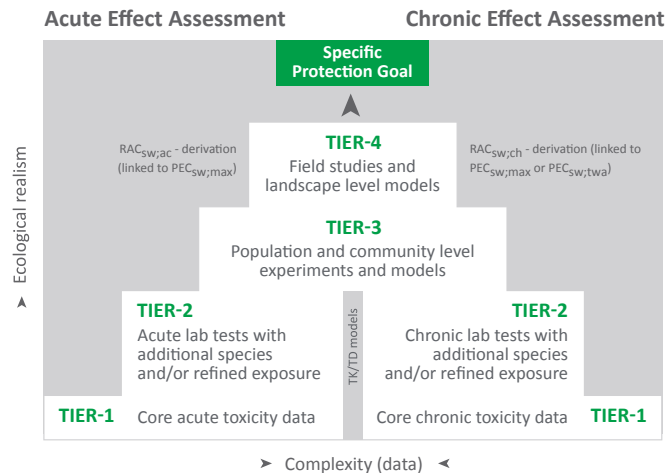 Acute Effect Assessment
Chronic Effect Assessment
Specific
Protection Goal
RACsw;ac - derivation
(linked to PECsw;max)
TIER-4
Field studies and
landscape level models
RACsw;ch - derivation (linked to
PECsw;max or PECsw;twa)
TIER-3
Population and community level
experiments and models
TIER-2
Acute lab tests with
additional species
and/or refined exposure
TK/TD models
TIER-2
Chronic lab tests with
additional species
and/or refined exposure
TIER-1 Core acute toxicity data
Core chronic toxicity data TIER-1
Ecological realism
Complexity (data)